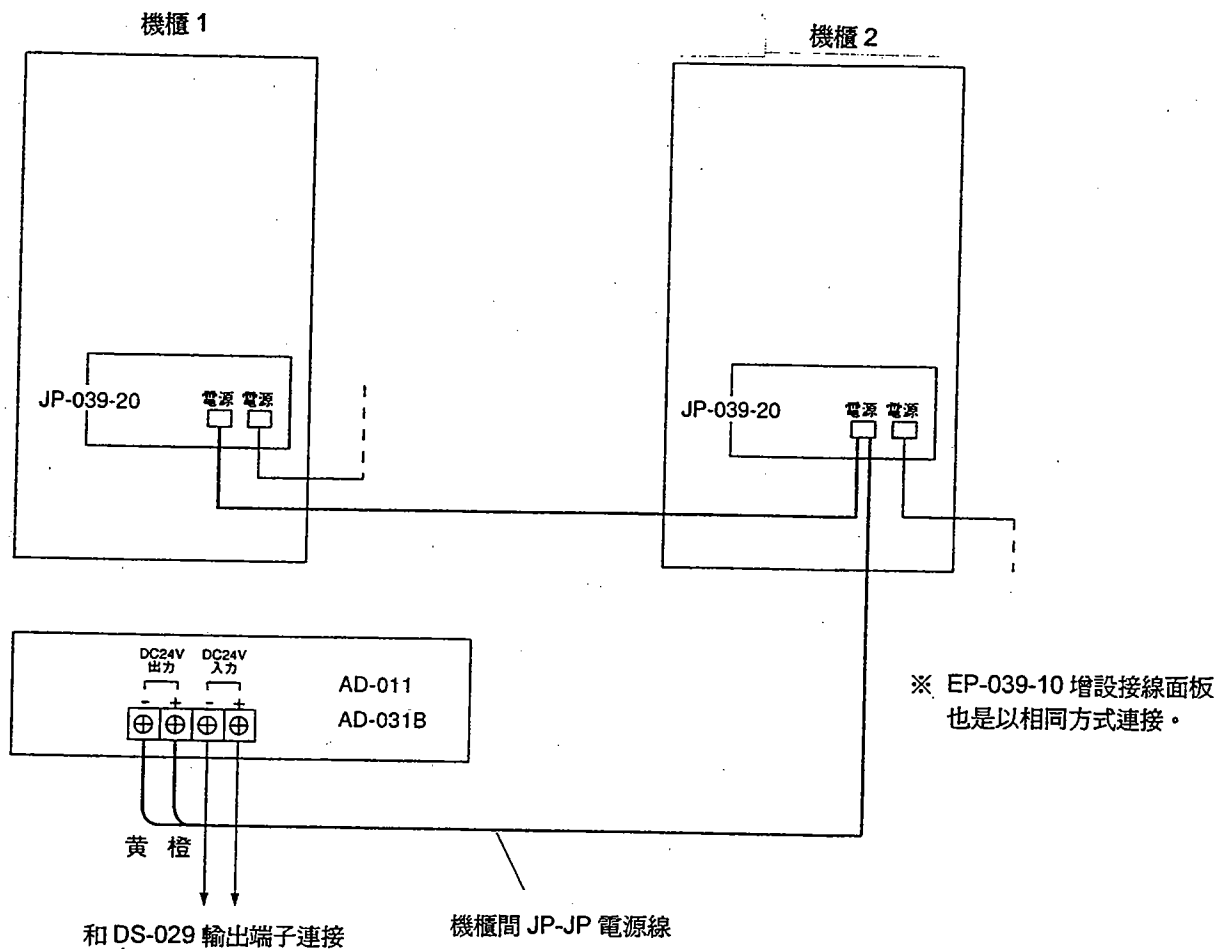 機櫃 1
機櫃 2
JP-039-20
電源 電源
JP-039-20
電源 電源
DC24V
出力
DC24V
入力
- + - +
AD-011
AD-031B
※ EP-039-10 增設接線面板
也是以相同方式連接。
黄 橙
和 DS-029 輸出端子連接
機櫃間 JP-JP 電源線